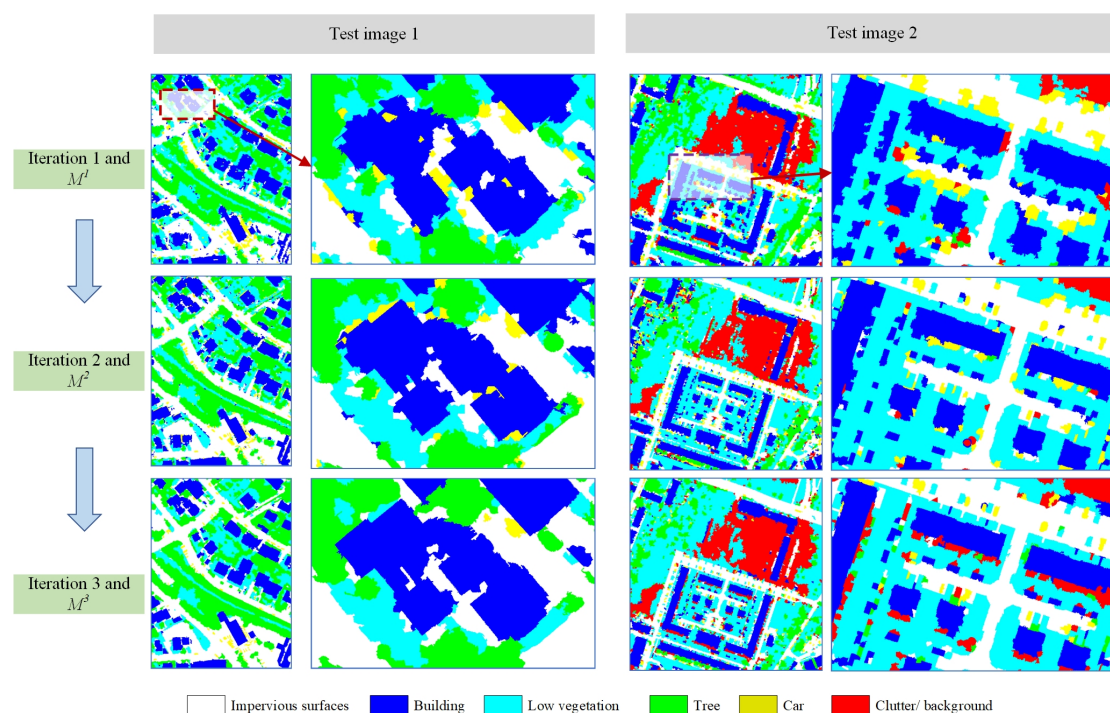 Test image 1
Test image 2
Iteration 1 and
M¹
Iteration 2 and
M²
Iteration 3 and
M³
Impervious surfaces
Building
Low vegetation
Tree
Car
Clutter/ background